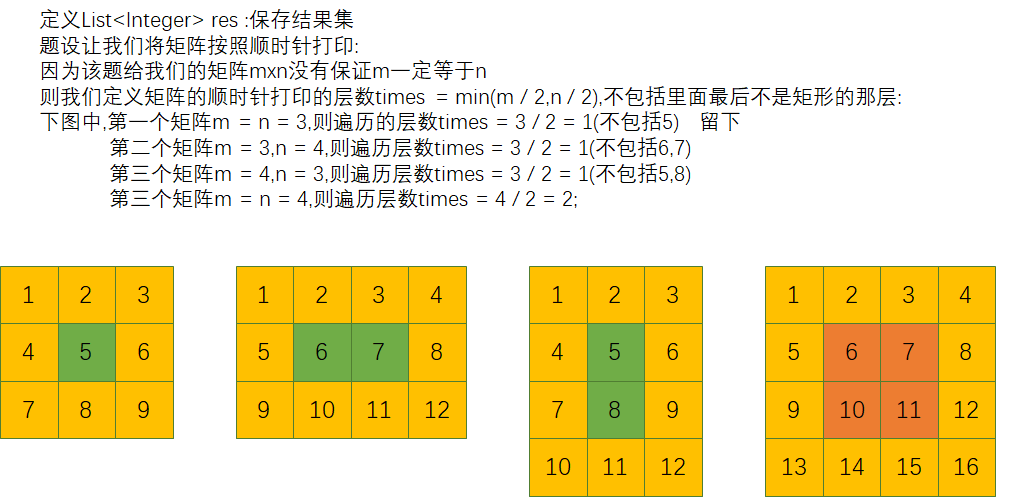 定义List<Integer> res :保存结果集
题设让我们将矩阵按照顺时针打印:
因为该题给我们的矩阵mxn没有保证m一定等于n
则我们定义矩阵的顺时针打印的层数times = min(m / 2,n / 2),不包括里面最后不是矩形的那层:
下图中,第一个矩阵m = n = 3,则遍历的层数times = 3 / 2 = 1(不包括5) 留下
第二个矩阵m = 3,n = 4,则遍历层数times = 3 / 2 = 1(不包括6,7)
第三个矩阵m = 4,n = 3,则遍历层数times = 3 / 2 = 1(不包括5,8)
第三个矩阵m = n = 4,则遍历层数times = 4 / 2 = 2;
1 2 3
4 5 6
7 8 9
1 2 3 4
5 6 7 8
9 10 11 12
1 2 3
4 5 6
7 8 9
10 11 12
1 2 3 4
5 6 7 8
9 10 11 12
13 14 15 16